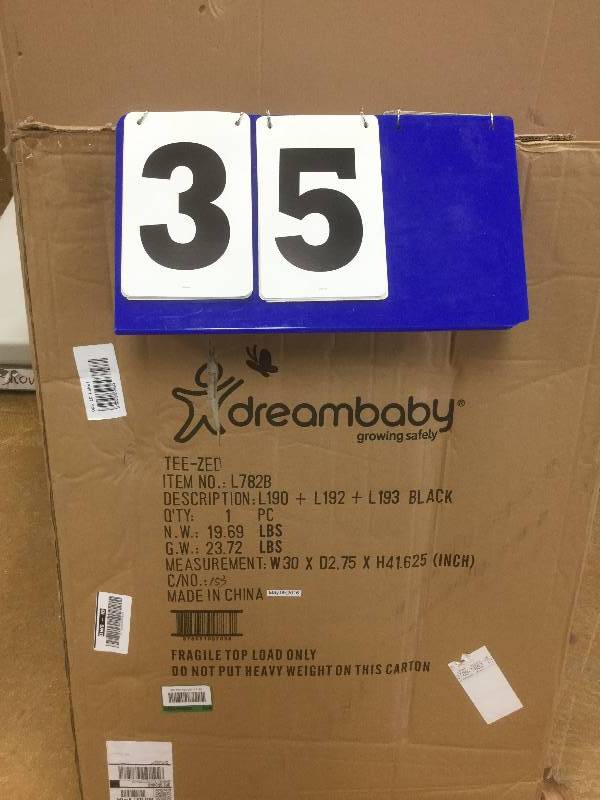 35
dreambaby®
growing safely
TEE-ZED
ITEM NO.: L782B
DESCRIPTION: L190 + L192 + L193 BLACK
Q'TY: 1 PC
N.W.: 19.69 LBS
G.W.: 23.72 LBS
MEASUREMENT: W30 X D2.75 X H41.625 (INCH)
C/NO.: 153
MADE IN CHINA
FRAGILE TOP LOAD ONLY
DO NOT PUT HEAVY WEIGHT ON THIS CARTON